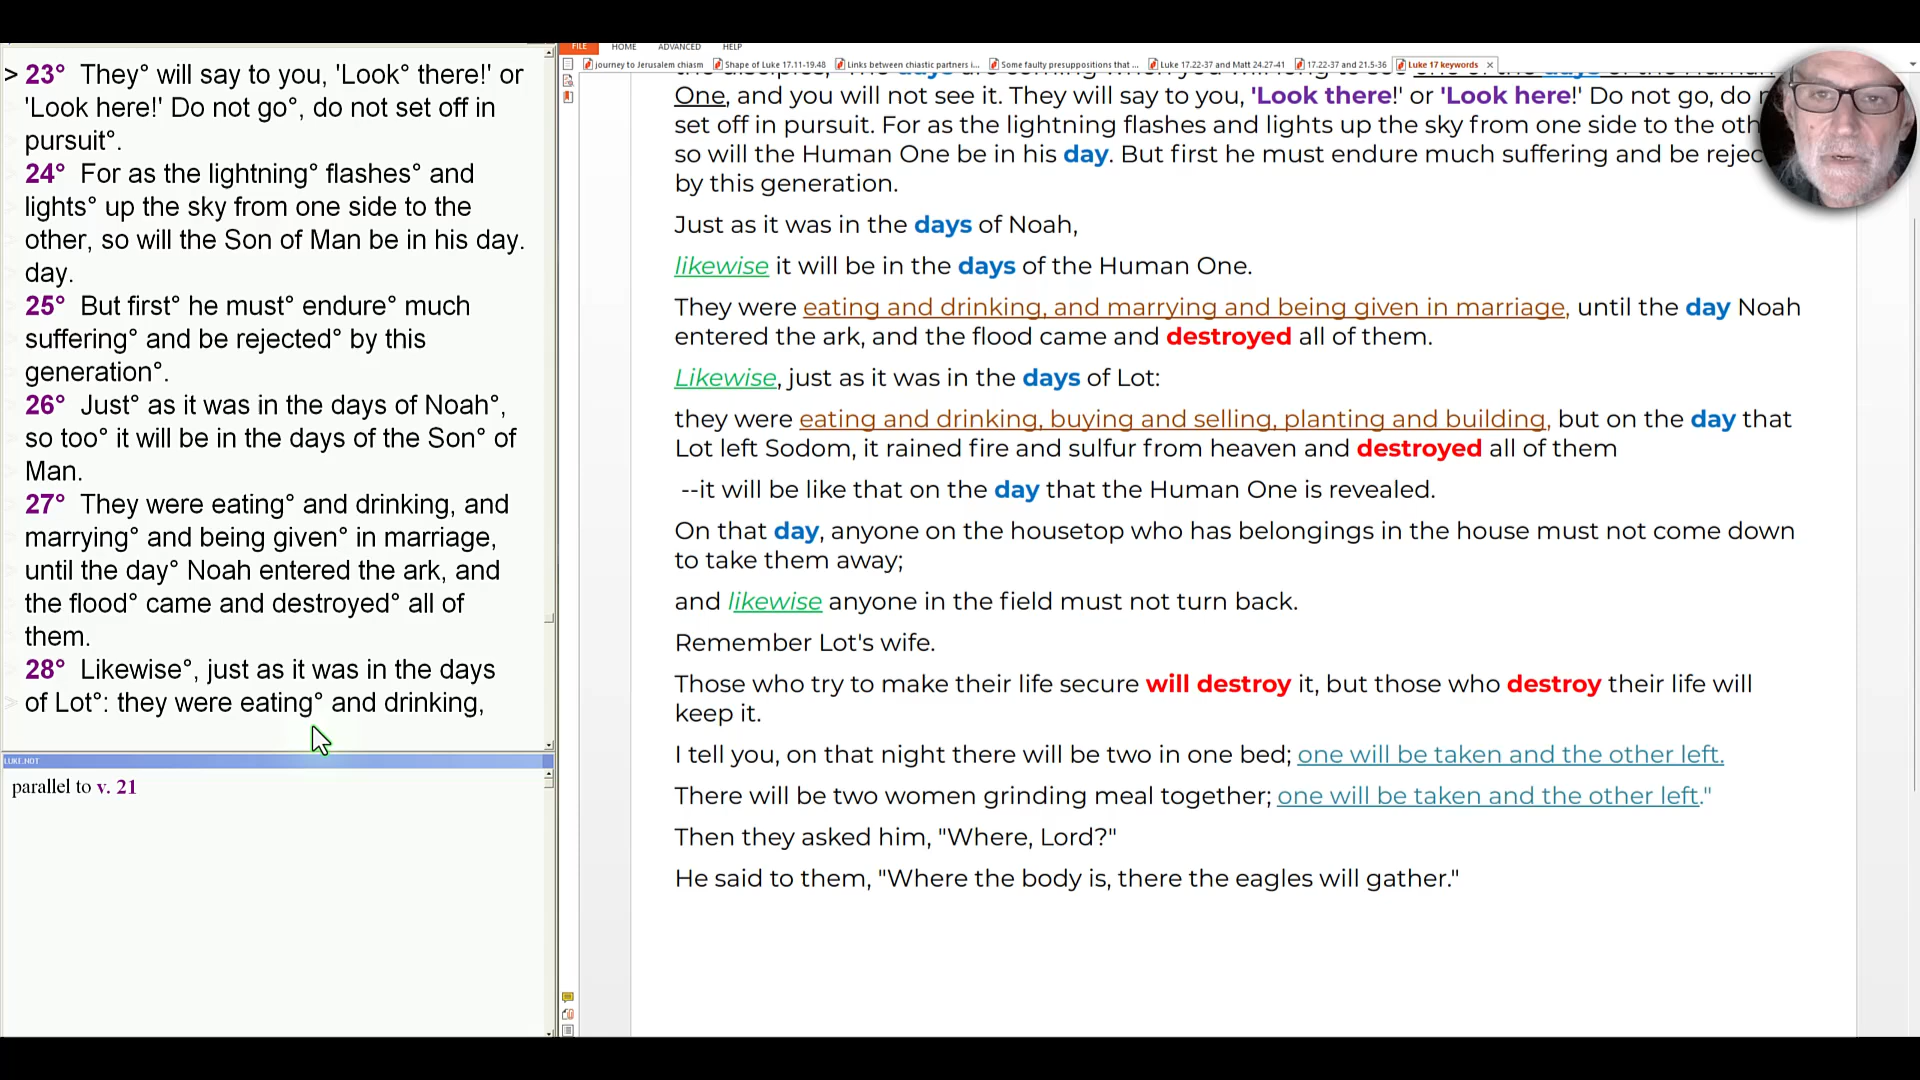 > 23° They° will say to you, 'Look° there!' or
'Look here!' Do not go°, do not set off in
pursuit°.
24° For as the lightning° flashes° and
lights° up the sky from one side to the
other, so will the Son of Man be in his day.
day.
25° But first° he must° endure° much
suffering° and be rejected° by this
generation°.
26° Just° as it was in the days of Noah°,
so too° it will be in the days of the Son° of
Man.
27° They were eating° and drinking, and
marrying° and being given° in marriage,
until the day° Noah entered the ark, and
the flood° came and destroyed° all of
them.
28° Likewise°, just as it was in the days
of Lot°: they were eating° and drinking,
LUKE.NOT
parallel to v. 21
FILE HOME ADVANCED HELP
journey to Jerusalem chiasm Shape of Luke 17.11-19.48 Links between chiastic partners i... Some faulty presuppositions that ... Luke 17.22-37 and Matt 24.27-41 17.22-37 and 21.5-36 Luke 17 keywords ×
One, and you will not see it. They will say to you, 'Look there!' or 'Look here!' Do not go, do
set off in pursuit. For as the lightning flashes and lights up the sky from one side to the
so will the Human One be in his day. But first he must endure much suffering and be
by this generation.
Just as it was in the days of Noah,
likewise it will be in the days of the Human One.
They were eating and drinking, and marrying and being given in marriage, until the day Noah
entered the ark, and the flood came and destroyed all of them.
Likewise, just as it was in the days of Lot:
they were eating and drinking, buying and selling, planting and building, but on the day that
Lot left Sodom, it rained fire and sulfur from heaven and destroyed all of them
--it will be like that on the day that the Human One is revealed.
On that day, anyone on the housetop who has belongings in the house must not come down
to take them away;
and likewise anyone in the field must not turn back.
Remember Lot's wife.
Those who try to make their life secure will destroy it, but those who destroy their life will
keep it.
I tell you, on that night there will be two in one bed; one will be taken and the other left.
There will be two women grinding meal together; one will be taken and the other left."
Then they asked him, "Where, Lord?"
He said to them, "Where the body is, there the eagles will gather."